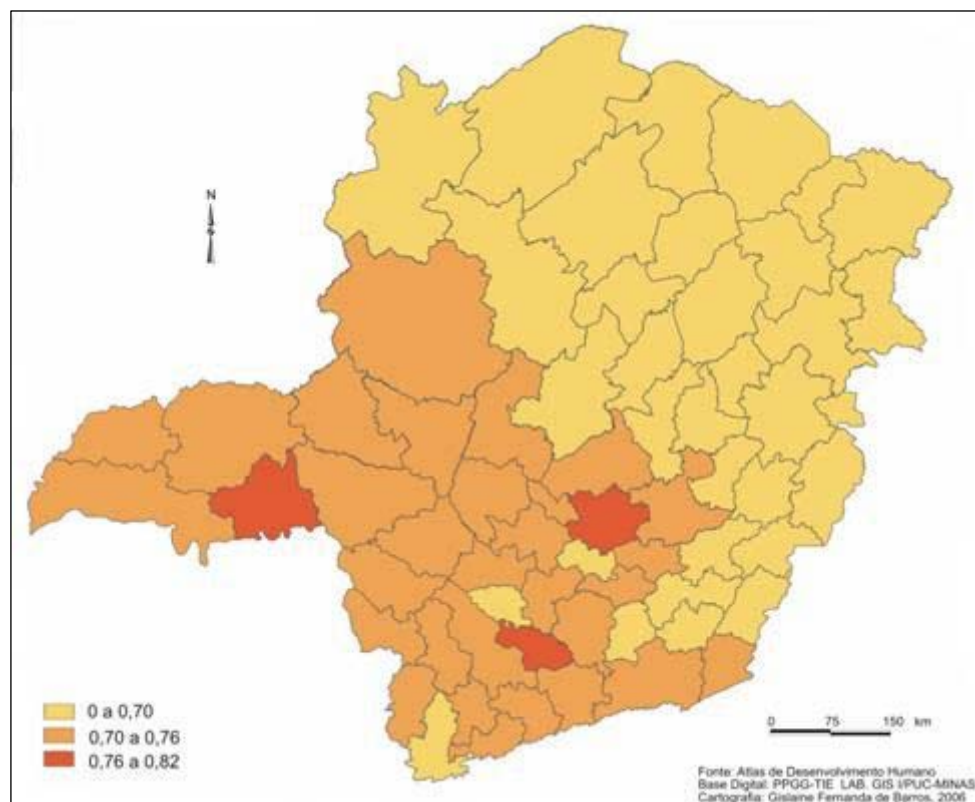 N
0 a 0,70
0,70 a 0,76
0,76 a 0,82
0 75 150 km
Fonte: Atlas de Desenvolvimento Humano
Base Digital: PPGG-TIE LAB. GIS I/PUC-MINAS
Cartografia: Gislaine Fernanda de Barros, 2006